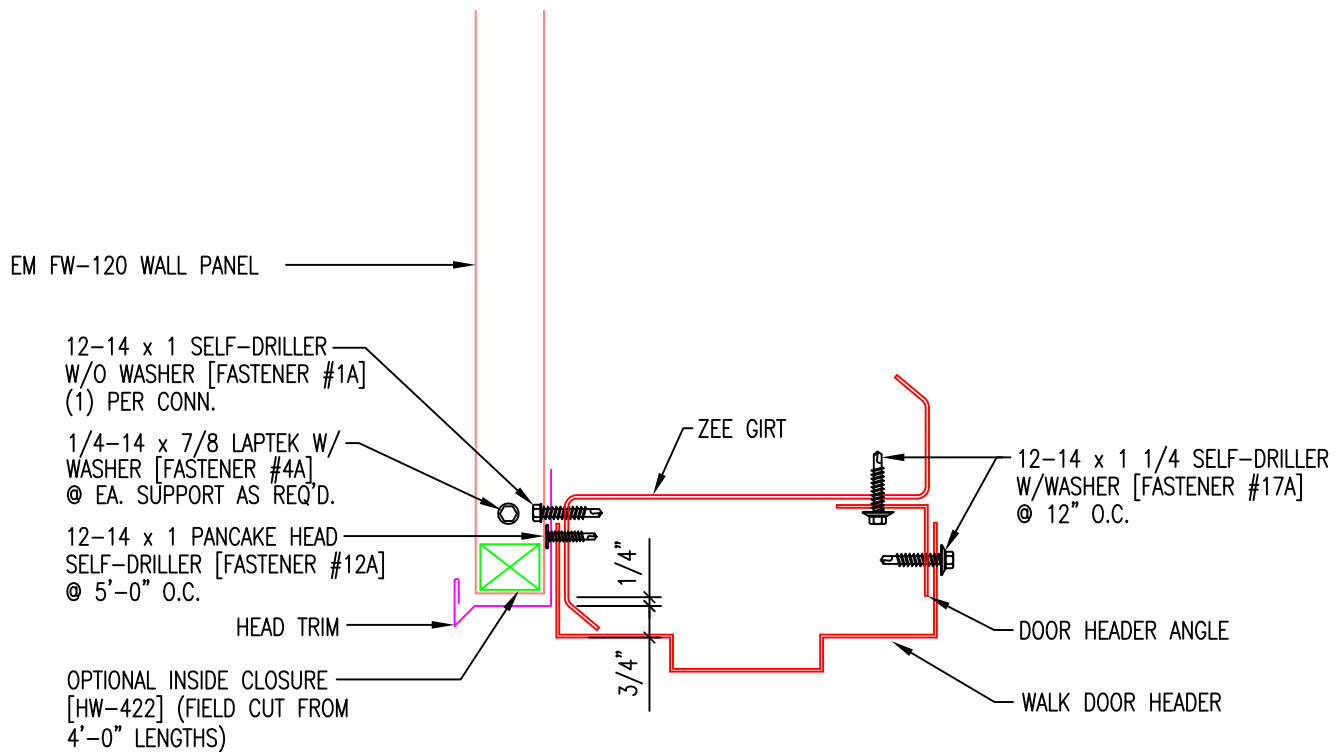 EM FW-120 WALL PANEL
12-14 x 1 SELF-DRILLER
W/O WASHER [FASTENER #1A]
(1) PER CONN.
1/4-14 x 7/8 LAPTEK W/
WASHER [FASTENER #4A]
@ EA. SUPPORT AS REQ'D.
12-14 x 1 PANCAKE HEAD
SELF-DRILLER [FASTENER #12A]
@ 5'-0" O.C.
HEAD TRIM
OPTIONAL INSIDE CLOSURE
[HW-422] (FIELD CUT FROM
4'-0" LENGTHS)
ZEE GIRT
1/4"
3/4"
12-14 x 1 1/4 SELF-DRILLER
W/WASHER [FASTENER #17A]
@ 12" O.C.
DOOR HEADER ANGLE
WALK DOOR HEADER